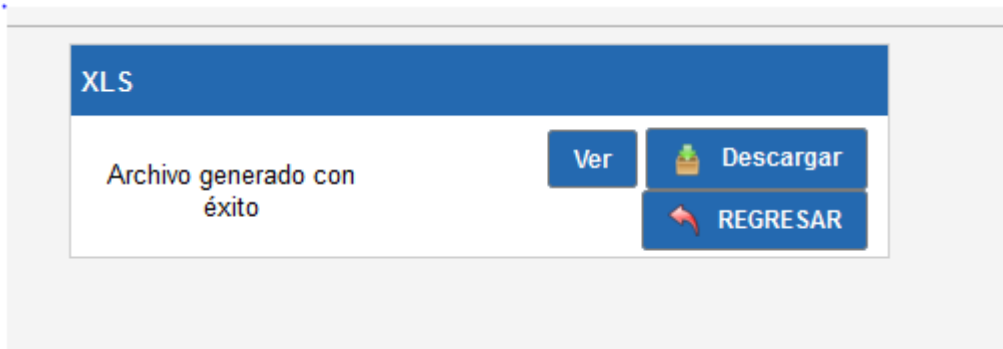 XLS
Archivo generado con
éxito
Ver
Descargar
REGRESAR